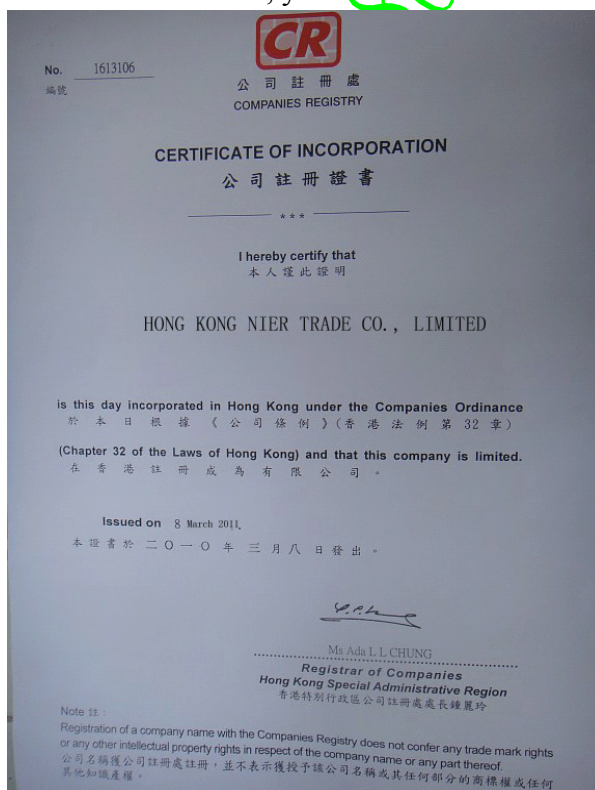 CR
No. 1613106
編號
公司註冊處
COMPANIES REGISTRY
CERTIFICATE OF INCORPORATION
公司註冊證書
***
I hereby certify that
本人謹此證明
HONG KONG NIER TRADE CO., LIMITED
is this day incorporated in Hong Kong under the Companies Ordinance
於本日根據《公司條例》(香港法例第32章)
(Chapter 32 of the Laws of Hong Kong) and that this company is limited.
在香港註冊成為有限公司。
Issued on 8 March 2011.
本證書於二〇一〇年三月八日發出。
Ms Ada L L CHUNG
Registrar of Companies
Hong Kong Special Administrative Region
香港特別行政區公司註冊處處長鍾麗玲
Note 註:
Registration of a company name with the Companies Registry does not confer any trade mark rights
or any other intellectual property rights in respect of the company name or any part thereof.
公司名稱獲公司註冊處註冊,並不表示獲授予該公司名稱或其任何部分的商標權或任何
其他知識產權。